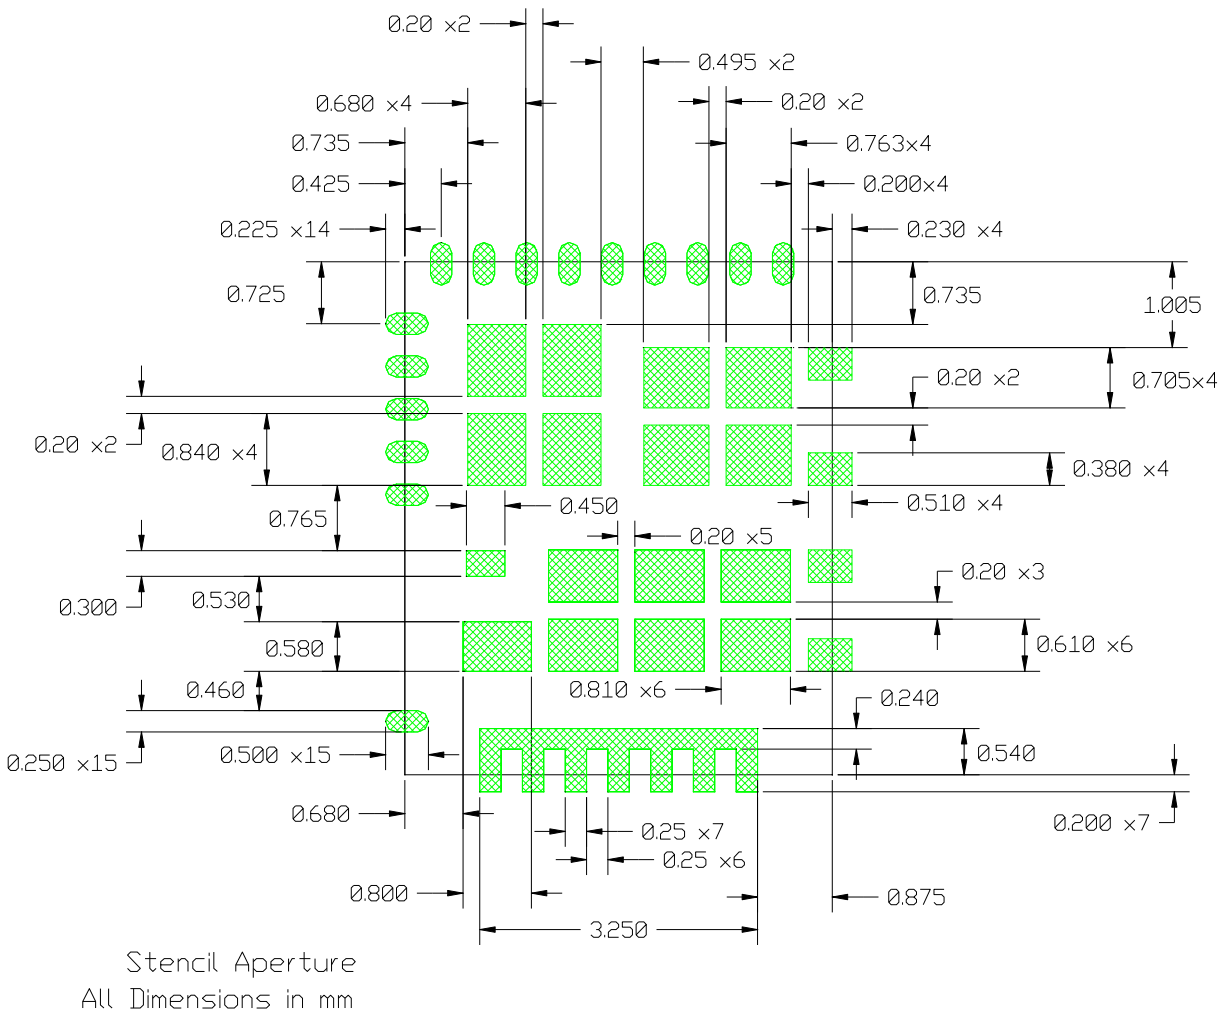 0.20 x2
0.495 x2
0.680 x4
0.20 x2
0.735
0.763x4
0.425
0.200x4
0.225 x14
0.230 x4
0.725
0.735
1.005
0.20 x2
0.705x4
0.20 x2
0.840 x4
0.380 x4
0.450
0.510 x4
0.765
0.20 x5
0.20 x3
0.530
0.300
0.580
0.610 x6
0.460
0.810 x6
0.240
0.250 x15
0.500 x15
0.540
0.680
0.25 x7
0.200 x7
0.25 x6
0.800
0.875
3.250
Stencil Aperture
All Dimensions in mm